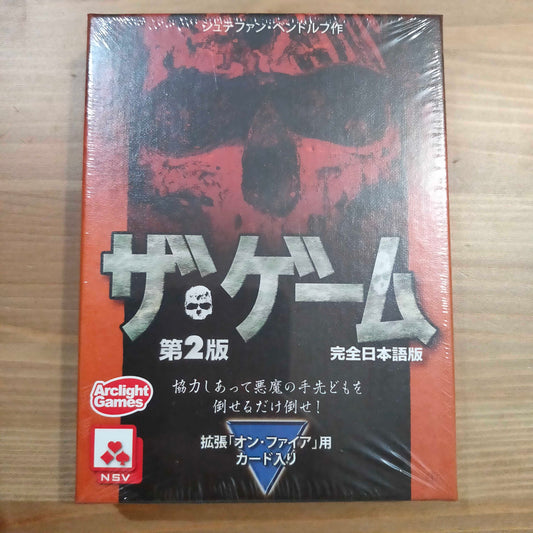 シュテファン・ベンドルフ作
ザ・ゲーム
第2版
完全日本語版
協力しあって悪魔の手先どもを
倒せるだけ倒せ!
Arclight
Games
NSV
拡張「オン・ファイア」用
カード入り